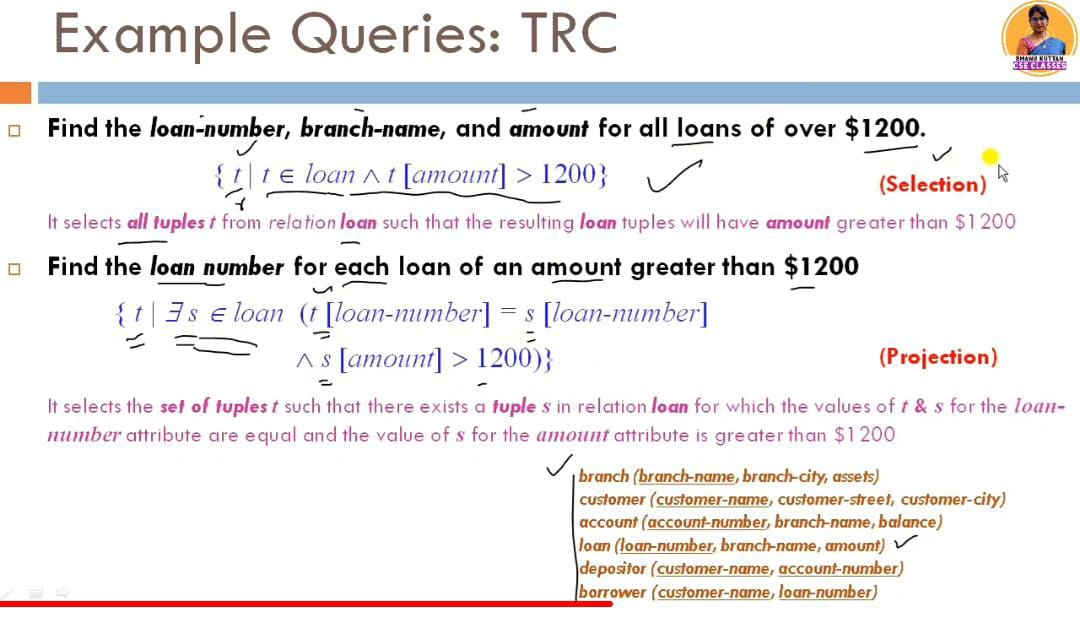 Example Queries: TRC
SHANU KUTTAN
CSE CLASSES
Find the loan-number, branch-name, and amount for all loans of over $1200.
{ t | t ∈ loan ∧ t [amount] > 1200}
(Selection)
It selects all tuples t from relation loan such that the resulting loan tuples will have amount greater than $1200
Find the loan number for each loan of an amount greater than $1200
{ t | ∃ s ∈ loan (t [loan-number] = s [loan-number]
∧ s [amount] > 1200)}
(Projection)
It selects the set of tuples t such that there exists a tuple s in relation loan for which the values of t & s for the loan-
number attribute are equal and the value of s for the amount attribute is greater than $1200
branch (branch-name, branch-city, assets)
customer (customer-name, customer-street, customer-city)
account (account-number, branch-name, balance)
loan (loan-number, branch-name, amount)
depositor (customer-name, account-number)
borrower (customer-name, loan-number)